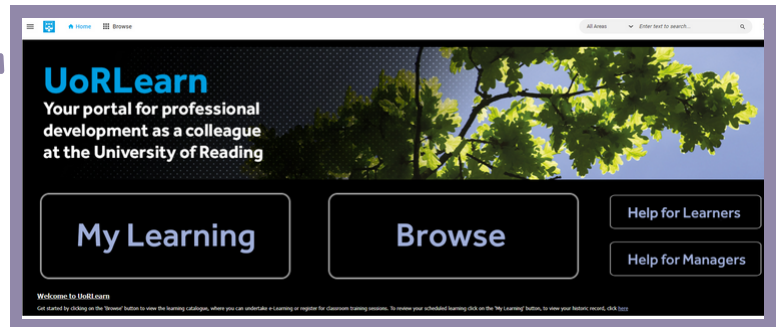 Home Browse All Areas Enter text to search...
UoRLearn
Your portal for professional
development as a colleague
at the University of Reading
My Learning
Browse
Help for Learners
Help for Managers
Welcome to UoRLearn
Get started by clicking on the 'Browse' button to view the learning catalogue, where you can undertake e-Learning or register for classroom training sessions. To review your scheduled learning click on the 'My Learning' button, to view your historic record, click here